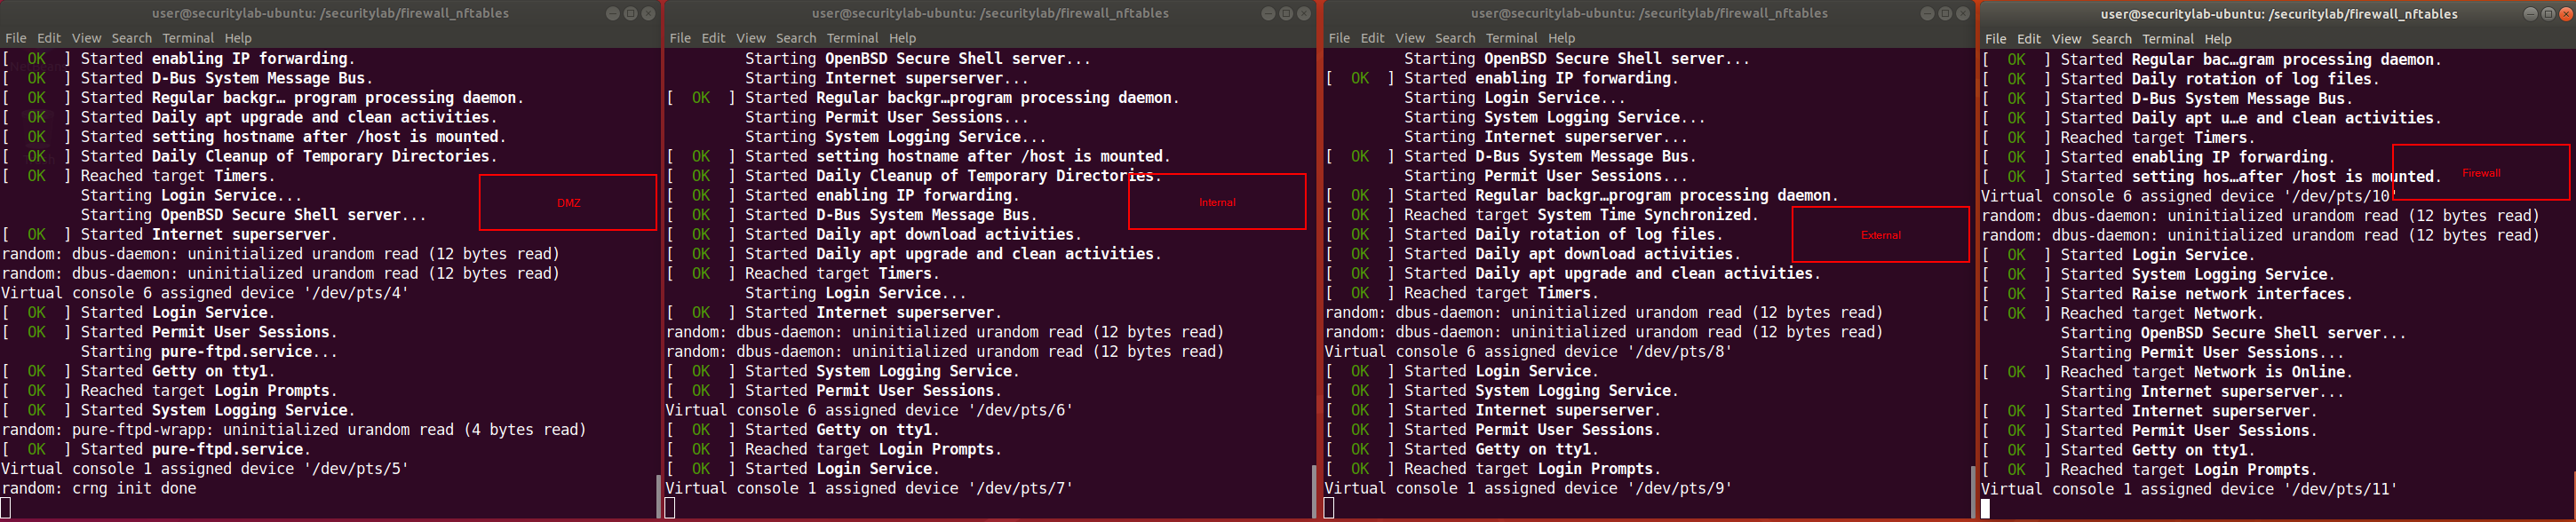 user@securitylab-ubuntu: /securitylab/firewall_nftables
File Edit View Search Terminal Help
[ OK ] Started enabling IP forwarding.
[ OK ] Started D-Bus System Message Bus.
[ OK ] Started Regular backgr… program processing daemon.
[ OK ] Started Daily apt upgrade and clean activities.
[ OK ] Started setting hostname after /host is mounted.
[ OK ] Started Daily Cleanup of Temporary Directories.
[ OK ] Reached target Timers.
Starting Login Service...
DMZ
Starting OpenBSD Secure Shell server...
[ OK ] Started Internet superserver.
random: dbus-daemon: uninitialized urandom read (12 bytes read)
random: dbus-daemon: uninitialized urandom read (12 bytes read)
Virtual console 6 assigned device '/dev/pts/4'
[ OK ] Started Login Service.
[ OK ] Started Permit User Sessions.
Starting pure-ftpd.service...
[ OK ] Started Getty on tty1.
[ OK ] Reached target Login Prompts.
[ OK ] Started System Logging Service.
random: pure-ftpd-wrapp: uninitialized urandom read (4 bytes read)
[ OK ] Started pure-ftpd.service.
Virtual console 1 assigned device '/dev/pts/5'
random: crng init done
user@securitylab-ubuntu: /securitylab/firewall_nftables
File Edit View Search Terminal Help
Starting OpenBSD Secure Shell server...
Starting Internet superserver...
[ OK ] Started Regular backgr…program processing daemon.
Starting Permit User Sessions...
Starting System Logging Service...
[ OK ] Started setting hostname after /host is mounted.
[ OK ] Started Daily Cleanup of Temporary Directories.
[ OK ] Started enabling IP forwarding.
Internal
[ OK ] Started D-Bus System Message Bus.
[ OK ] Started Daily apt download activities.
[ OK ] Started Daily apt upgrade and clean activities.
[ OK ] Reached target Timers.
Starting Login Service...
[ OK ] Started Internet superserver.
random: dbus-daemon: uninitialized urandom read (12 bytes read)
random: dbus-daemon: uninitialized urandom read (12 bytes read)
[ OK ] Started System Logging Service.
[ OK ] Started Permit User Sessions.
Virtual console 6 assigned device '/dev/pts/6'
[ OK ] Started Getty on tty1.
[ OK ] Reached target Login Prompts.
[ OK ] Started Login Service.
Virtual console 1 assigned device '/dev/pts/7'
user@securitylab-ubuntu: /securitylab/firewall_nftables
File Edit View Search Terminal Help
Starting OpenBSD Secure Shell server...
[ OK ] Started enabling IP forwarding.
Starting Login Service...
Starting System Logging Service...
Starting Internet superserver...
[ OK ] Started D-Bus System Message Bus.
Starting Permit User Sessions...
[ OK ] Started Regular backgr…program processing daemon.
[ OK ] Reached target System Time Synchronized.
[ OK ] Started Daily rotation of log files.
External
[ OK ] Started Daily apt download activities.
[ OK ] Started Daily apt upgrade and clean activities.
[ OK ] Reached target Timers.
random: dbus-daemon: uninitialized urandom read (12 bytes read)
random: dbus-daemon: uninitialized urandom read (12 bytes read)
Virtual console 6 assigned device '/dev/pts/8'
[ OK ] Started Login Service.
[ OK ] Started System Logging Service.
[ OK ] Started Internet superserver.
[ OK ] Started Permit User Sessions.
[ OK ] Started Getty on tty1.
[ OK ] Reached target Login Prompts.
Virtual console 1 assigned device '/dev/pts/9'
user@securitylab-ubuntu: /securitylab/firewall_nftables
File Edit View Search Terminal Help
[ OK ] Started Regular bac…gram processing daemon.
[ OK ] Started Daily rotation of log files.
[ OK ] Started D-Bus System Message Bus.
[ OK ] Started Daily apt u…e and clean activities.
[ OK ] Reached target Timers.
[ OK ] Started enabling IP forwarding.
[ OK ] Started setting hos…after /host is mounted.
Firewall
Virtual console 6 assigned device '/dev/pts/10'
random: dbus-daemon: uninitialized urandom read (12 bytes read)
random: dbus-daemon: uninitialized urandom read (12 bytes read)
[ OK ] Started Login Service.
[ OK ] Started System Logging Service.
[ OK ] Started Raise network interfaces.
[ OK ] Reached target Network.
Starting OpenBSD Secure Shell server...
Starting Permit User Sessions...
[ OK ] Reached target Network is Online.
Starting Internet superserver...
[ OK ] Started Internet superserver.
[ OK ] Started Permit User Sessions.
[ OK ] Started Getty on tty1.
[ OK ] Reached target Login Prompts.
Virtual console 1 assigned device '/dev/pts/11'